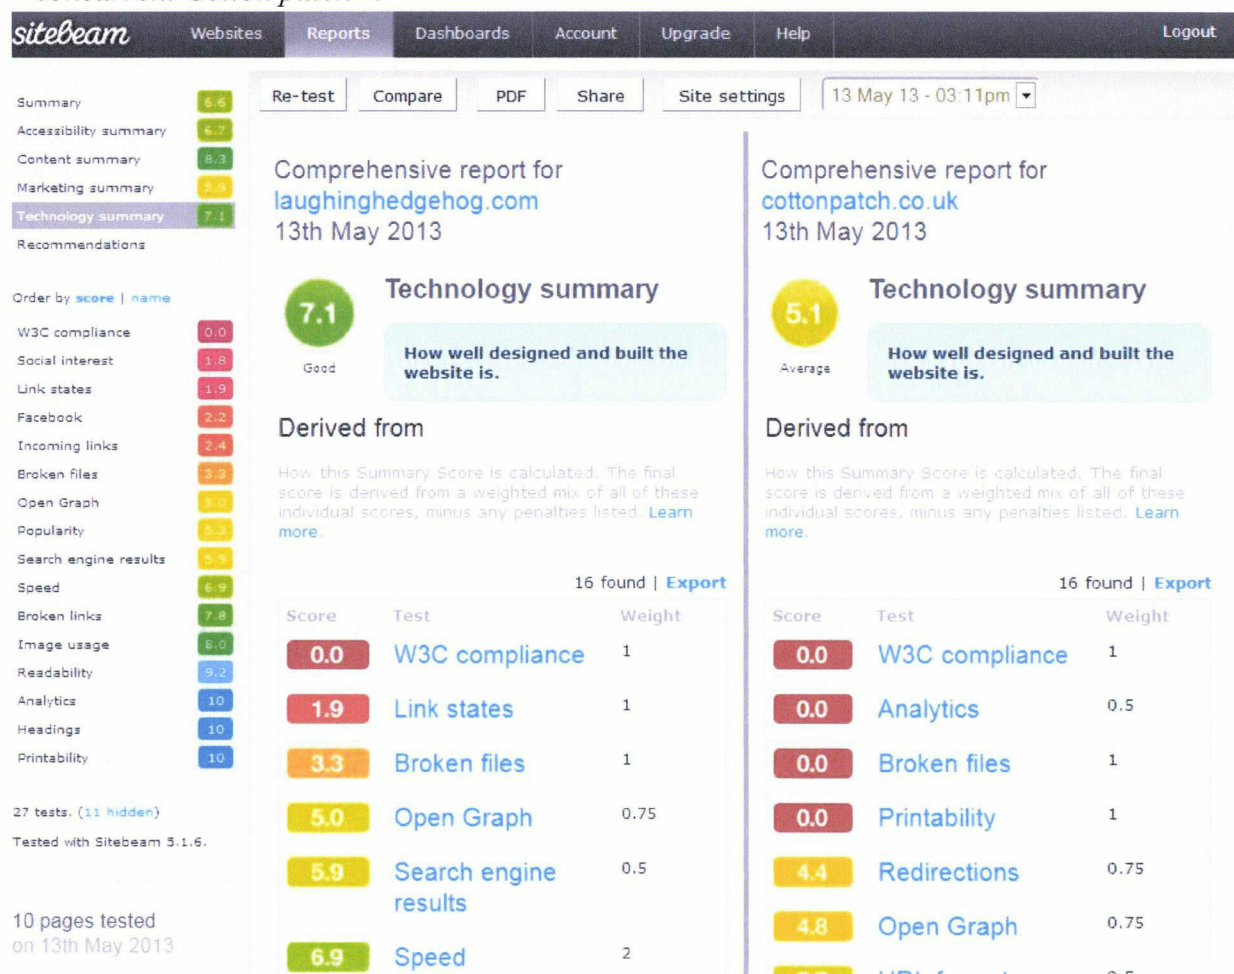 sitebeam Websites Reports Dashboards Account Upgrade Help Logout
Summary 6.6
Accessibility summary 6.7
Content summary 8.3
Marketing summary 5.9
Technology summary 7.1
Recommendations
Order by score | name
W3C compliance 0.0
Social interest 1.8
Link states 1.9
Facebook 2.2
Incoming links 2.4
Broken files 3.3
Open Graph 5.0
Popularity 5.3
Search engine results 5.9
Speed 6.9
Broken links 7.8
Image usage 8.0
Readability 9.2
Analytics 10
Headings 10
Printability 10
27 tests. (11 hidden)
Tested with Sitebeam 5.1.6.
10 pages tested
on 13th May 2013
Re-test Compare PDF Share Site settings 13 May 13 - 03:11pm
Comprehensive report for
laughinghedgehog.com
13th May 2013
7.1
Good
Technology summary
How well designed and built the
website is.
Derived from
How this Summary Score is calculated. The final
score is derived from a weighted mix of all of these
individual scores, minus any penalties listed. Learn
more.
16 found | Export
Score Test Weight
0.0 W3C compliance 1
1.9 Link states 1
3.3 Broken files 1
5.0 Open Graph 0.75
5.9 Search engine 0.5
results
6.9 Speed 2
Comprehensive report for
cottonpatch.co.uk
13th May 2013
5.1
Average
Technology summary
How well designed and built the
website is.
Derived from
How this Summary Score is calculated. The final
score is derived from a weighted mix of all of these
individual scores, minus any penalties listed. Learn
more.
16 found | Export
Score Test Weight
0.0 W3C compliance 1
0.0 Analytics 0.5
0.0 Broken files 1
0.0 Printability 1
4.4 Redirections 0.75
4.8 Open Graph 0.75